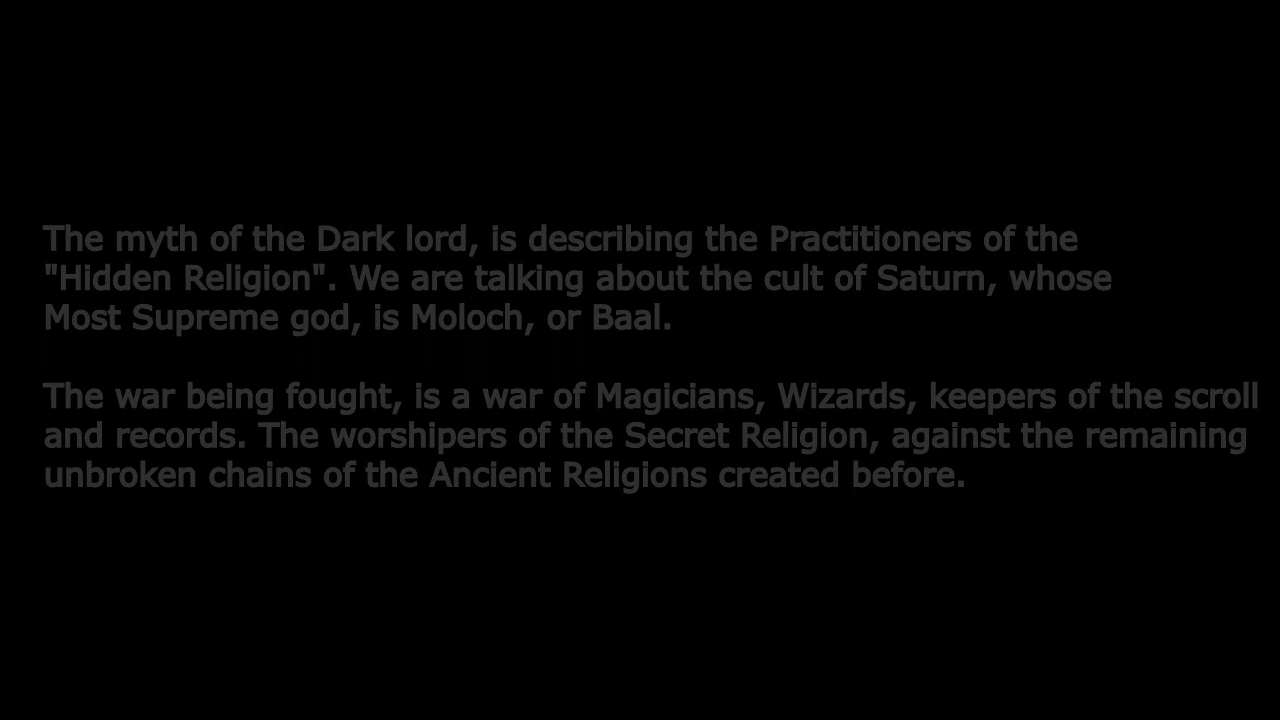 The myth of the Dark lord, is describing the Practitioners of the
"Hidden Religion". We are talking about the cult of Saturn, whose
Most Supreme god, is Moloch, or Baal.
The war being fought, is a war of Magicians, Wizards, keepers of the scroll
and records. The worshipers of the Secret Religion, against the remaining
unbroken chains of the Ancient Religions created before.